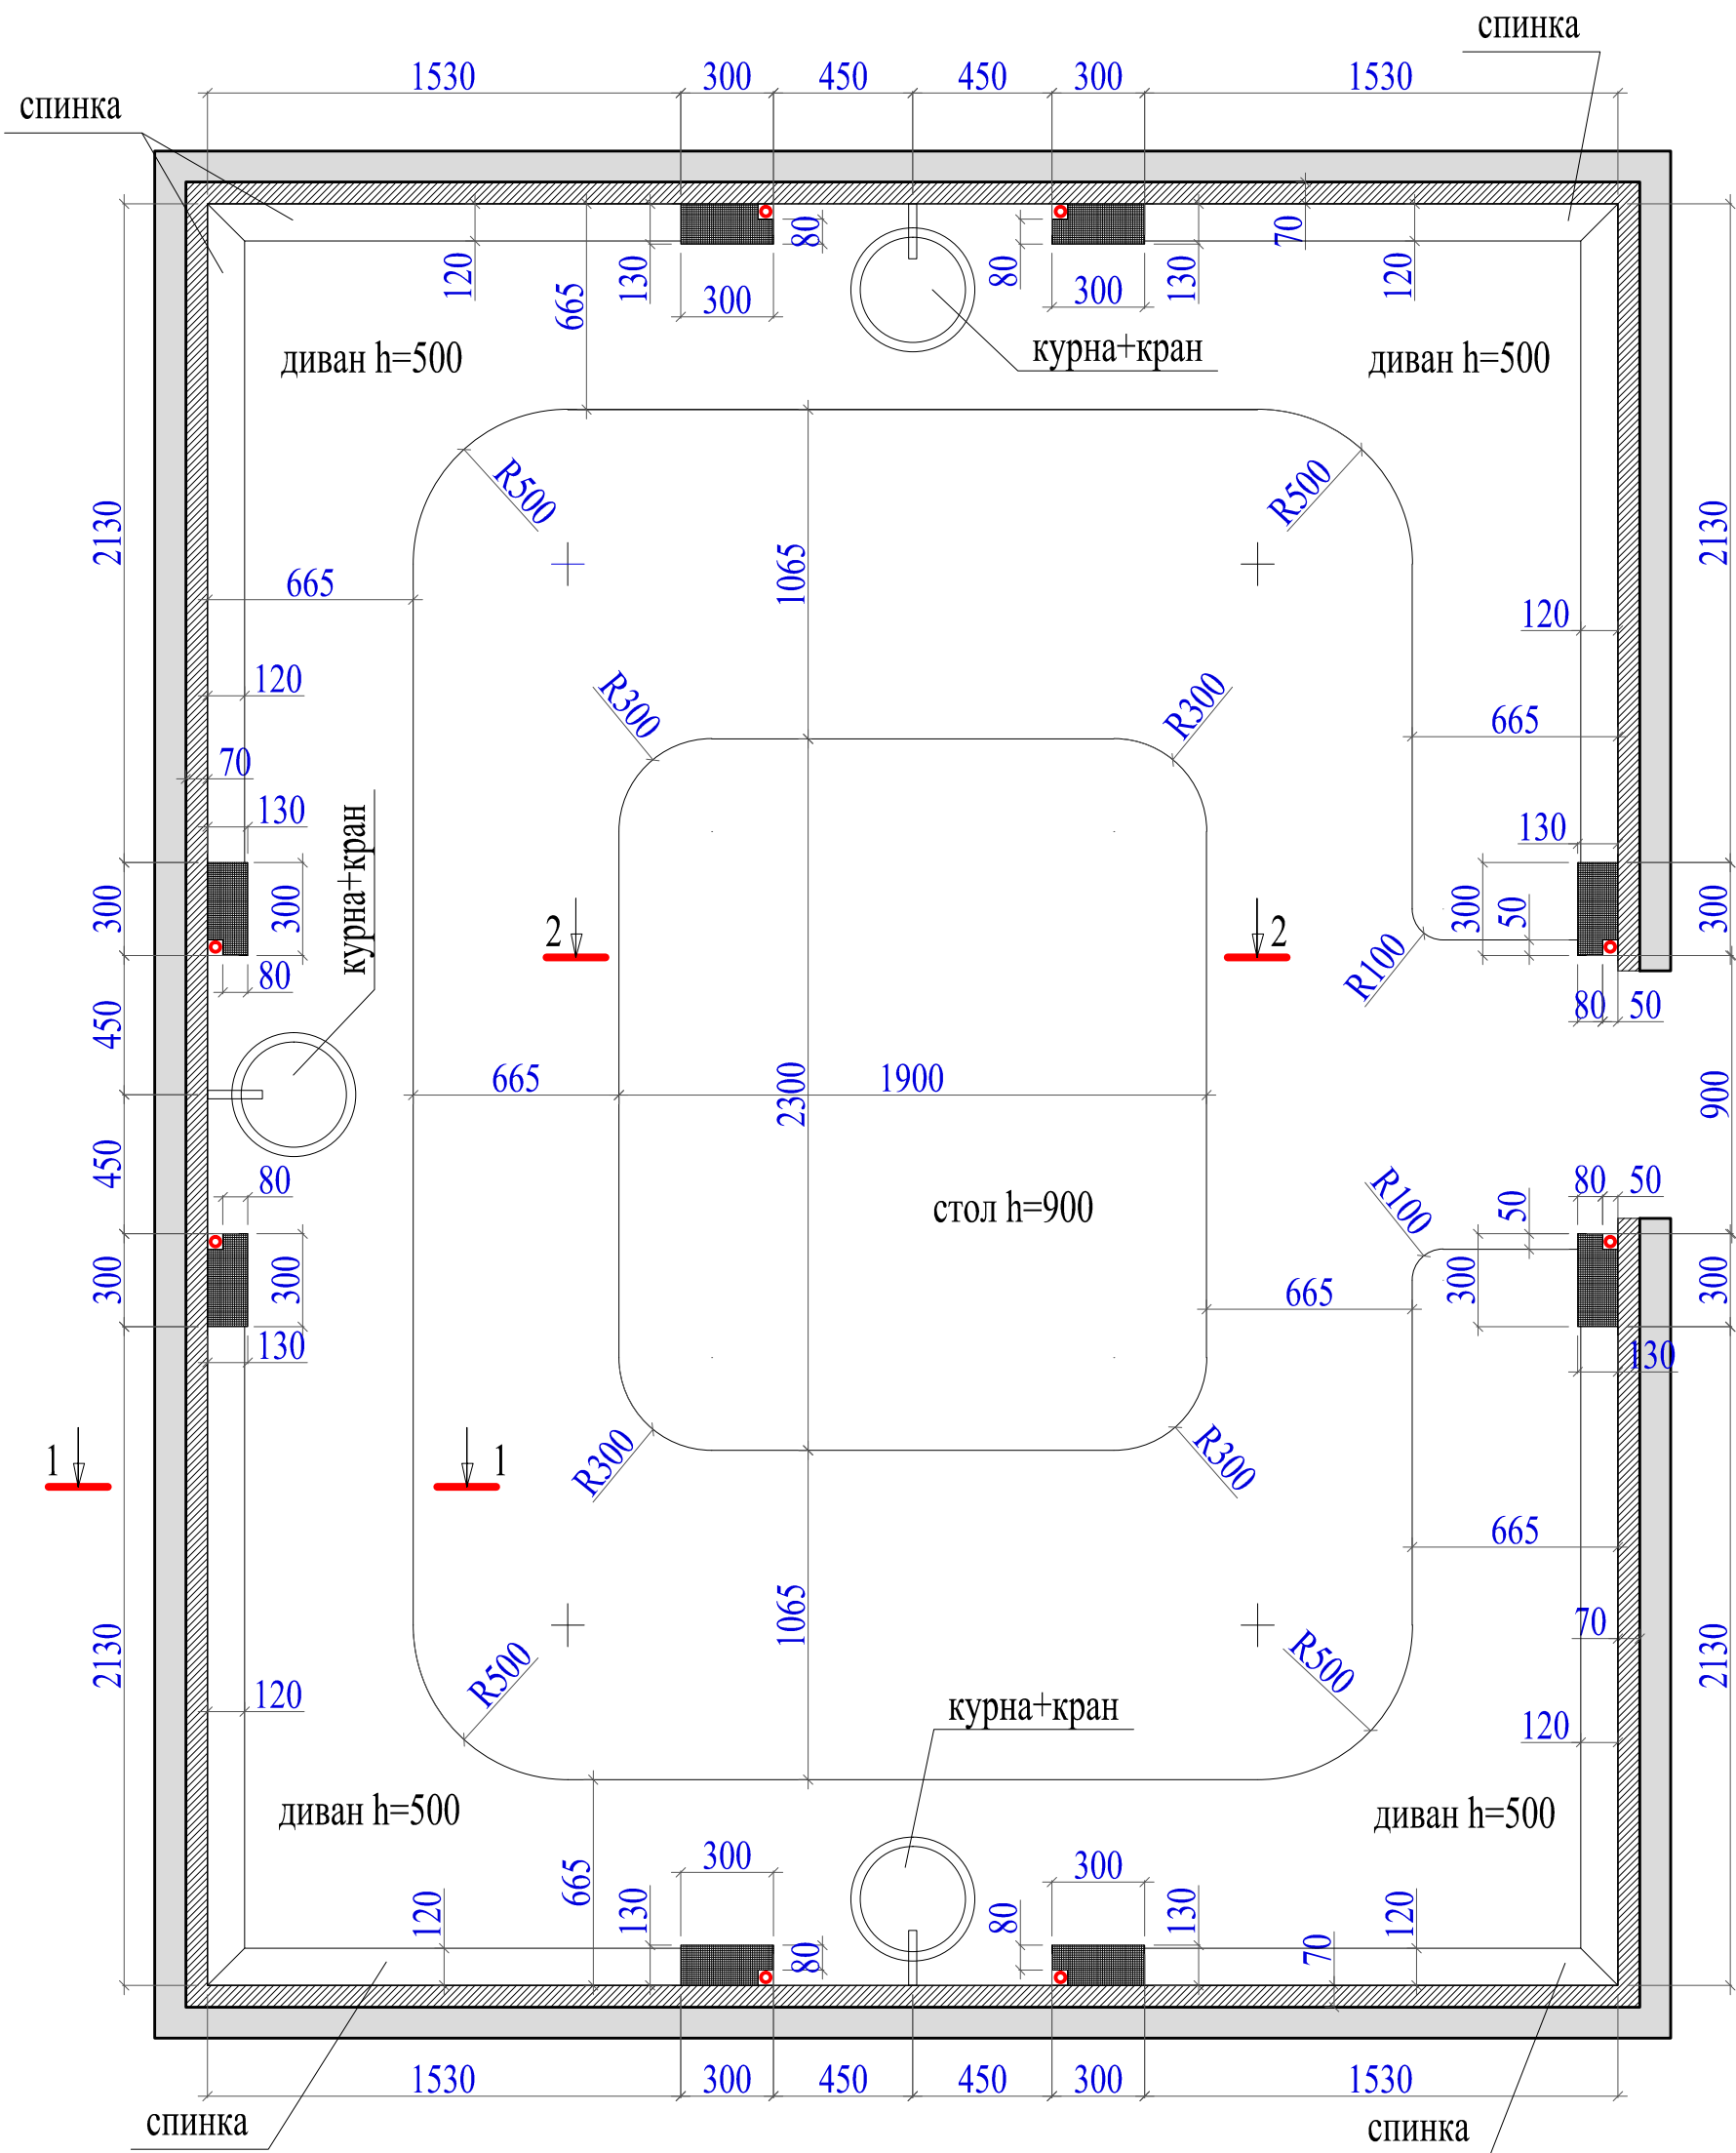 спинка
1530 300 450 450 300 1530
спинка
80 70
120 130 80 130 120
665 300 300
курна+кран
диван h=500 диван h=500
R500 R500
2130 1065 2130
665
120
120
R300 R300
665
70
130 130
курна+кран
300 300 300 50 300
2 2
R100
80 80 50
450
665 2300 1900 900
450
80 R100 80 50
50
стол h=900
300 300 665 300 300
130 130
1 1
R300 R300
665
1065
2130 70 2130
R500 R500
120 курна+кран 120
диван h=500 диван h=500
300 300
665
120 130 80 130 120
80 70
1530 300 450 450 300 1530
спинка спинка